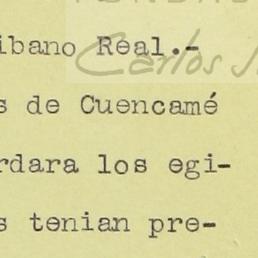 ibano Real.-
s de Cuencamé
rdara los egi-
s tenian pre-
Carlos